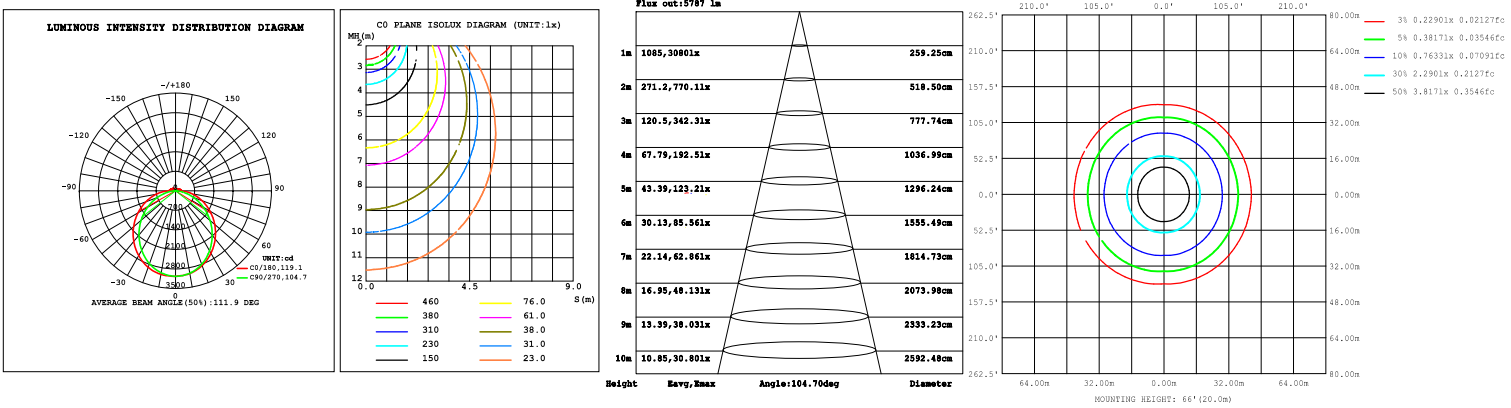 LUMINOUS INTENSITY DISTRIBUTION DIAGRAM
-/+180
-150 150
-120 120
-90 90
-60 60
-30 30
0
0
700
1400
2100
2800
3500
UNIT:cd
C0/180,119.1
C90/270,104.7
AVERAGE BEAM ANGLE(50%):111.9 DEG
C0 PLANE ISOLUX DIAGRAM (UNIT:lx)
MH(m)
2
3
4
5
6
7
8
9
10
11
12
0.0 4.5 9.0
S(m)
460 76.0
380 61.0
310 38.0
230 31.0
150 23.0
Flux out:5787 lm
1m 1085,3080lx 259.25cm
2m 271.2,770.1lx 518.50cm
3m 120.5,342.3lx 777.74cm
4m 67.79,192.5lx 1036.99cm
5m 43.39,123.2lx 1296.24cm
6m 30.13,85.56lx 1555.49cm
7m 22.14,62.86lx 1814.73cm
8m 16.95,48.13lx 2073.98cm
9m 13.39,38.03lx 2333.23cm
10m 10.85,30.80lx 2592.48cm
Height Eavg,Emax Angle:104.70deg Diameter
210.0' 105.0' 0.0' 105.0' 210.0'
262.5' 80.00m
210.0' 64.00m
157.5' 48.00m
105.0' 32.00m
52.5' 16.00m
0.0' 0.00m
52.5' 16.00m
105.0' 32.00m
157.5' 48.00m
210.0' 64.00m
262.5' 80.00m
64.00m 32.00m 0.00m 32.00m 64.00m
MOUNTING HEIGHT: 66'(20.0m)
3% 0.2290lx 0.02127fc
5% 0.3817lx 0.03546fc
10% 0.7633lx 0.07091fc
30% 2.290lx 0.2127fc
50% 3.817lx 0.3546fc